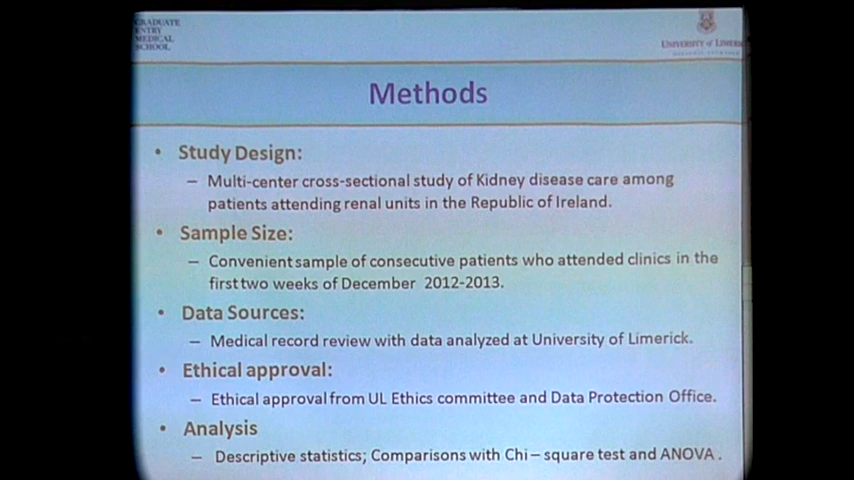 GRADUATE
ENTRY
MEDICAL
SCHOOL
UNIVERSITY of LIMERI
Methods
• Study Design:
– Multi-center cross-sectional study of Kidney disease care among
patients attending renal units in the Republic of Ireland.
• Sample Size:
– Convenient sample of consecutive patients who attended clinics in the
first two weeks of December 2012-2013.
• Data Sources:
– Medical record review with data analyzed at University of Limerick.
• Ethical approval:
– Ethical approval from UL Ethics committee and Data Protection Office.
• Analysis
– Descriptive statistics; Comparisons with Chi – square test and ANOVA .